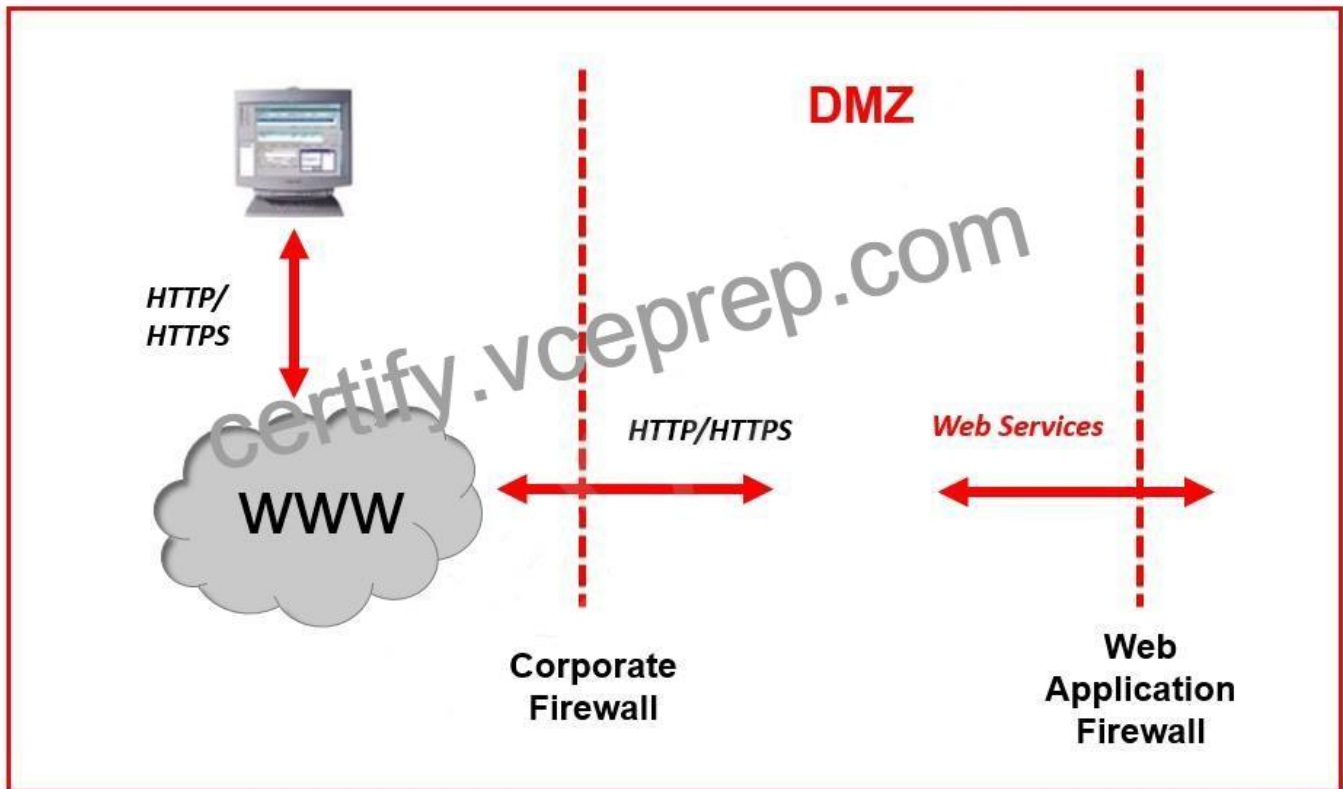 DMZ
HTTP/
HTTPS
certify.vceprep.com
HTTP/HTTPS
Web Services
WWW
Corporate
Firewall
Web
Application
Firewall